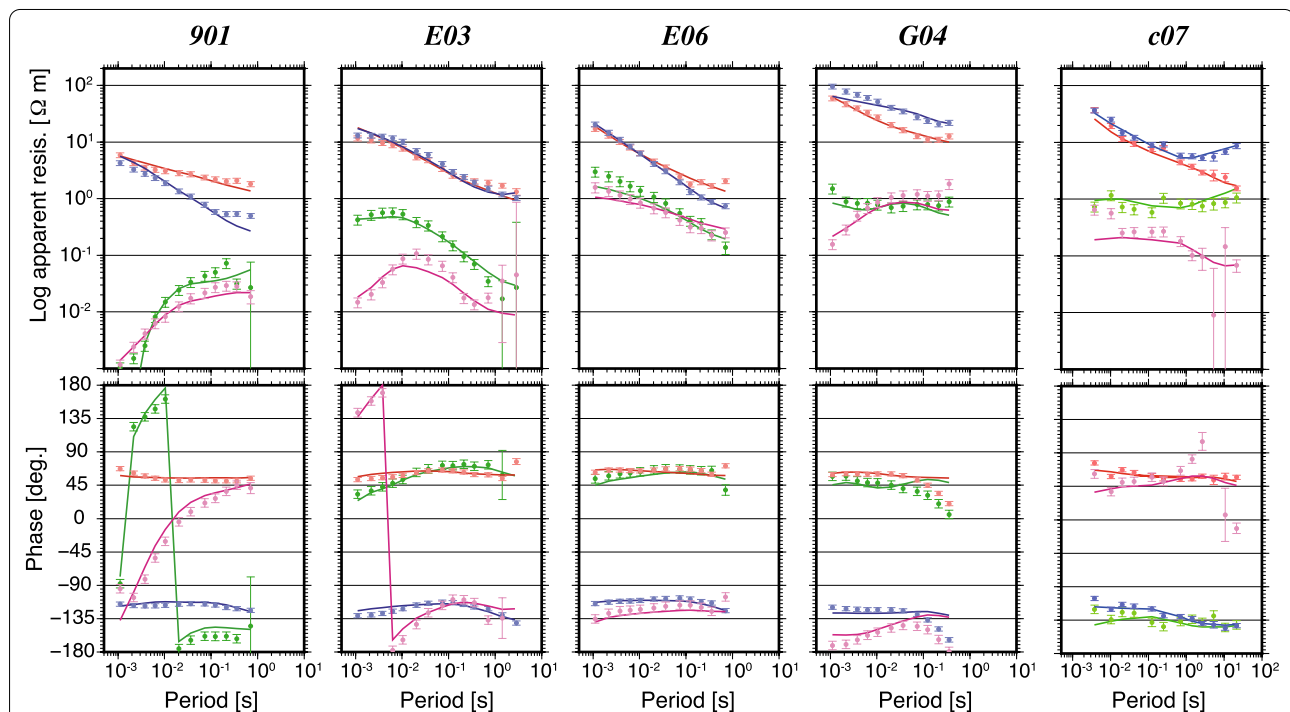 901 E03 E06 G04 c07
Log apparent resis. [Ω m]
10² 10¹ 10⁰ 10⁻¹ 10⁻²
Phase [deg.]
180 135 90 45 0 −45 −90 −135 −180
10⁻³ 10⁻² 10⁻¹ 10⁰ 10¹
10⁻³ 10⁻² 10⁻¹ 10⁰ 10¹
10⁻³ 10⁻² 10⁻¹ 10⁰ 10¹
10⁻³ 10⁻² 10⁻¹ 10⁰ 10¹
10⁻³ 10⁻² 10⁻¹ 10⁰ 10¹ 10²
Period [s] Period [s] Period [s] Period [s] Period [s]